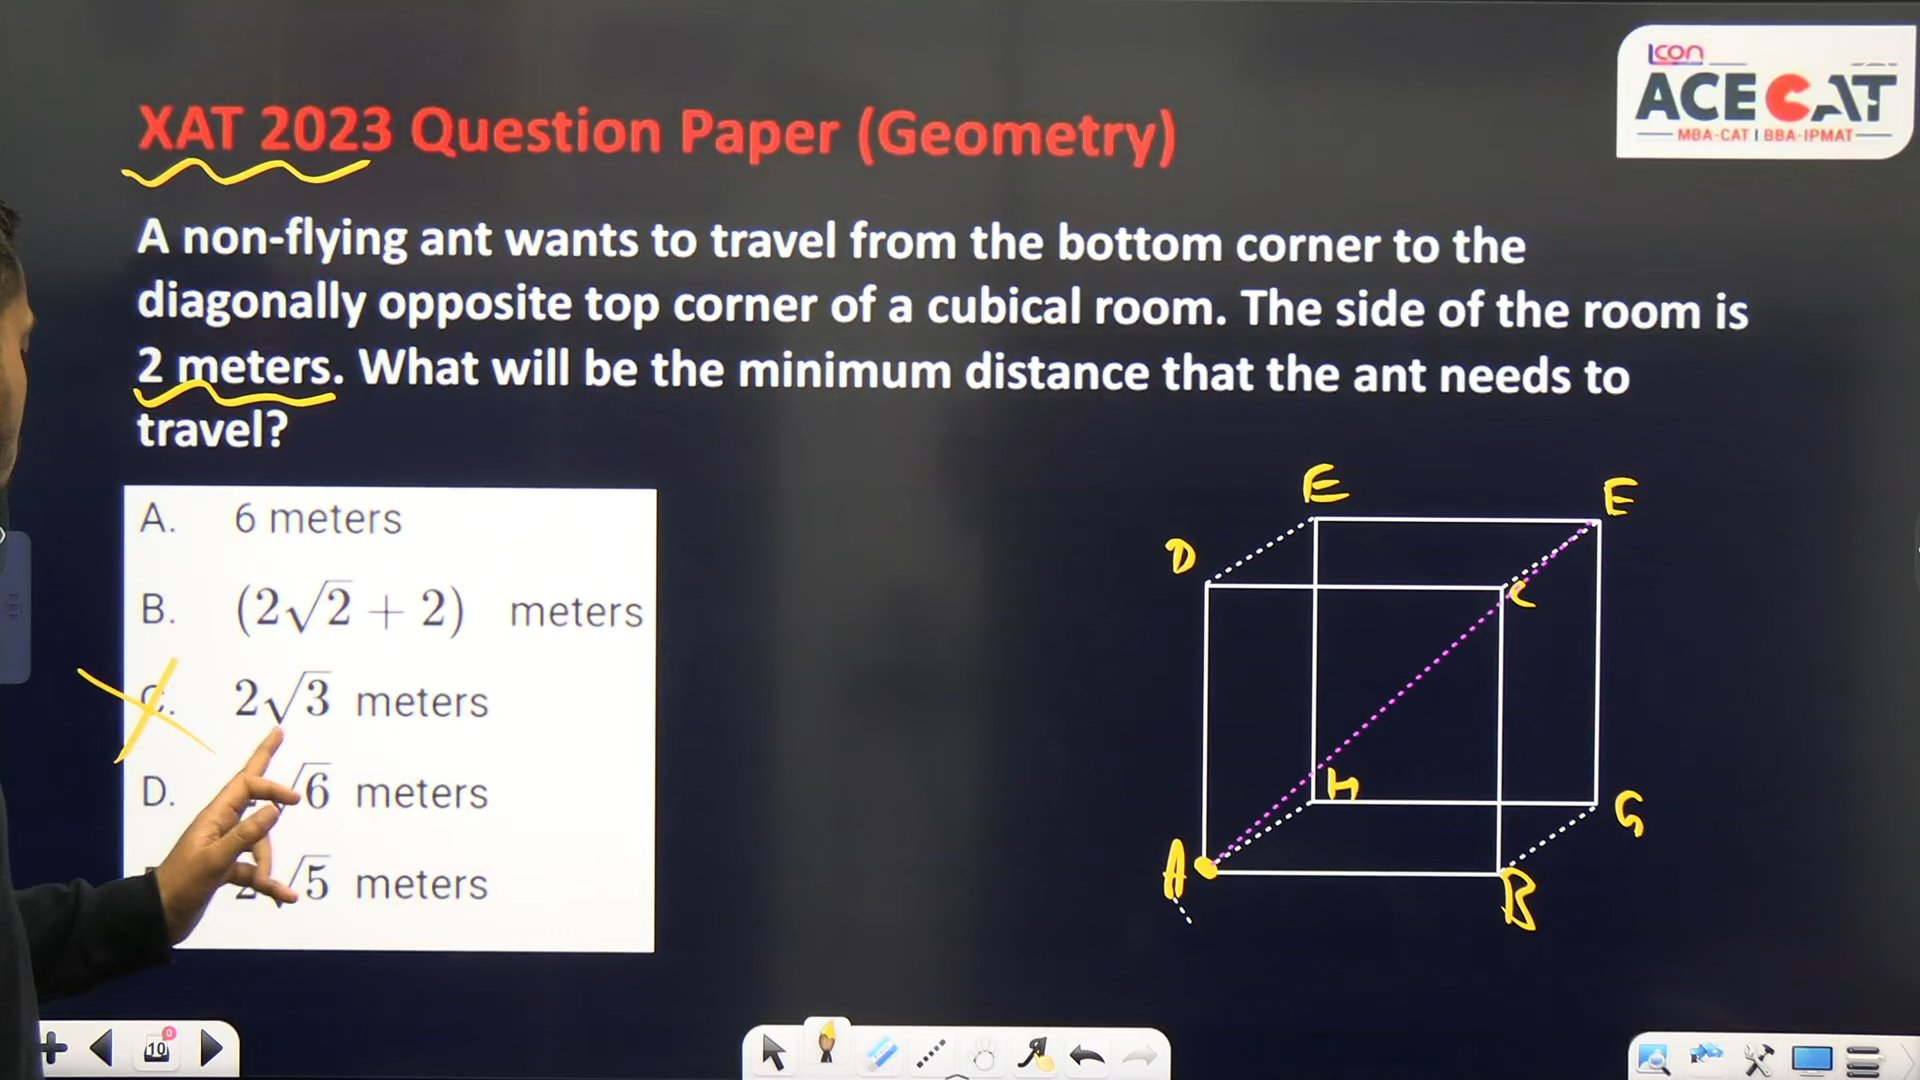 Icon
ACE CAT
MBA-CAT | BBA-IPMAT
XAT 2023 Question Paper (Geometry)
A non-flying ant wants to travel from the bottom corner to the
diagonally opposite top corner of a cubical room. The side of the room is
2 meters. What will be the minimum distance that the ant needs to
travel?
A. 6 meters
B. (2√2 + 2) meters
C. 2√3 meters
D. √6 meters
2√5 meters
E
E
D
C
H
G
A
B
10
0